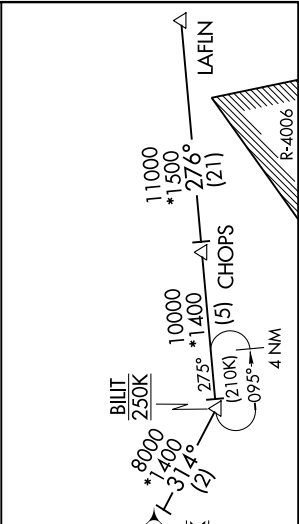 LAFLN
R-4006
11000
*1500
276°
(21)
CHOPS
10000
*1400
(5)
275°
(210K)
095°
4 NM
BILIT
250K
8000
*1400
314°
(2)